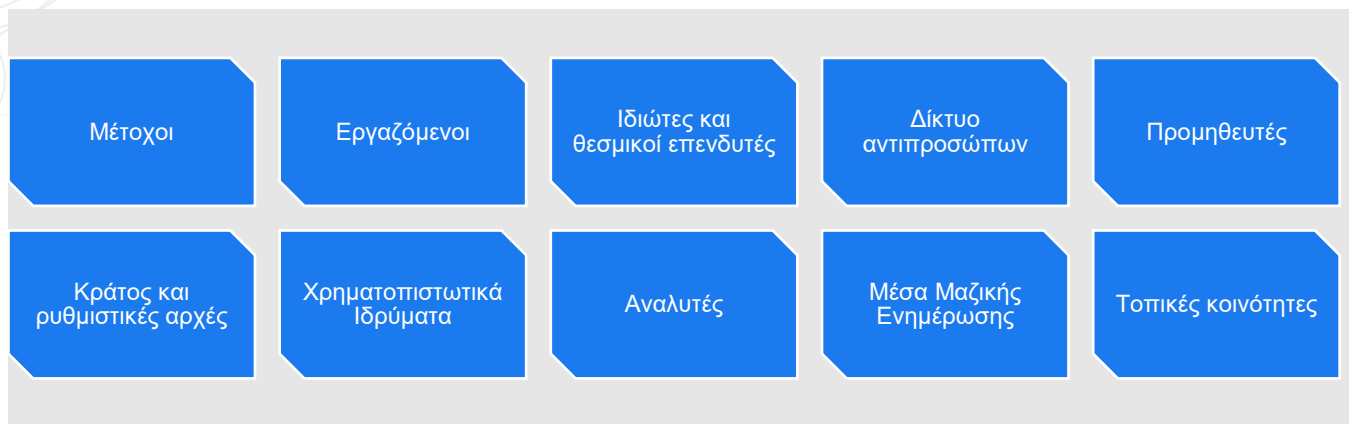 Μέτοχοι
Εργαζόμενοι
Ιδιώτες και
θεσμικοί επενδυτές
Δίκτυο
αντιπροσώπων
Προμηθευτές
Κράτος και
ρυθμιστικές αρχές
Χρηματοπιστωτικά
Ιδρύματα
Αναλυτές
Μέσα Μαζικής
Ενημέρωσης
Τοπικές κοινότητες